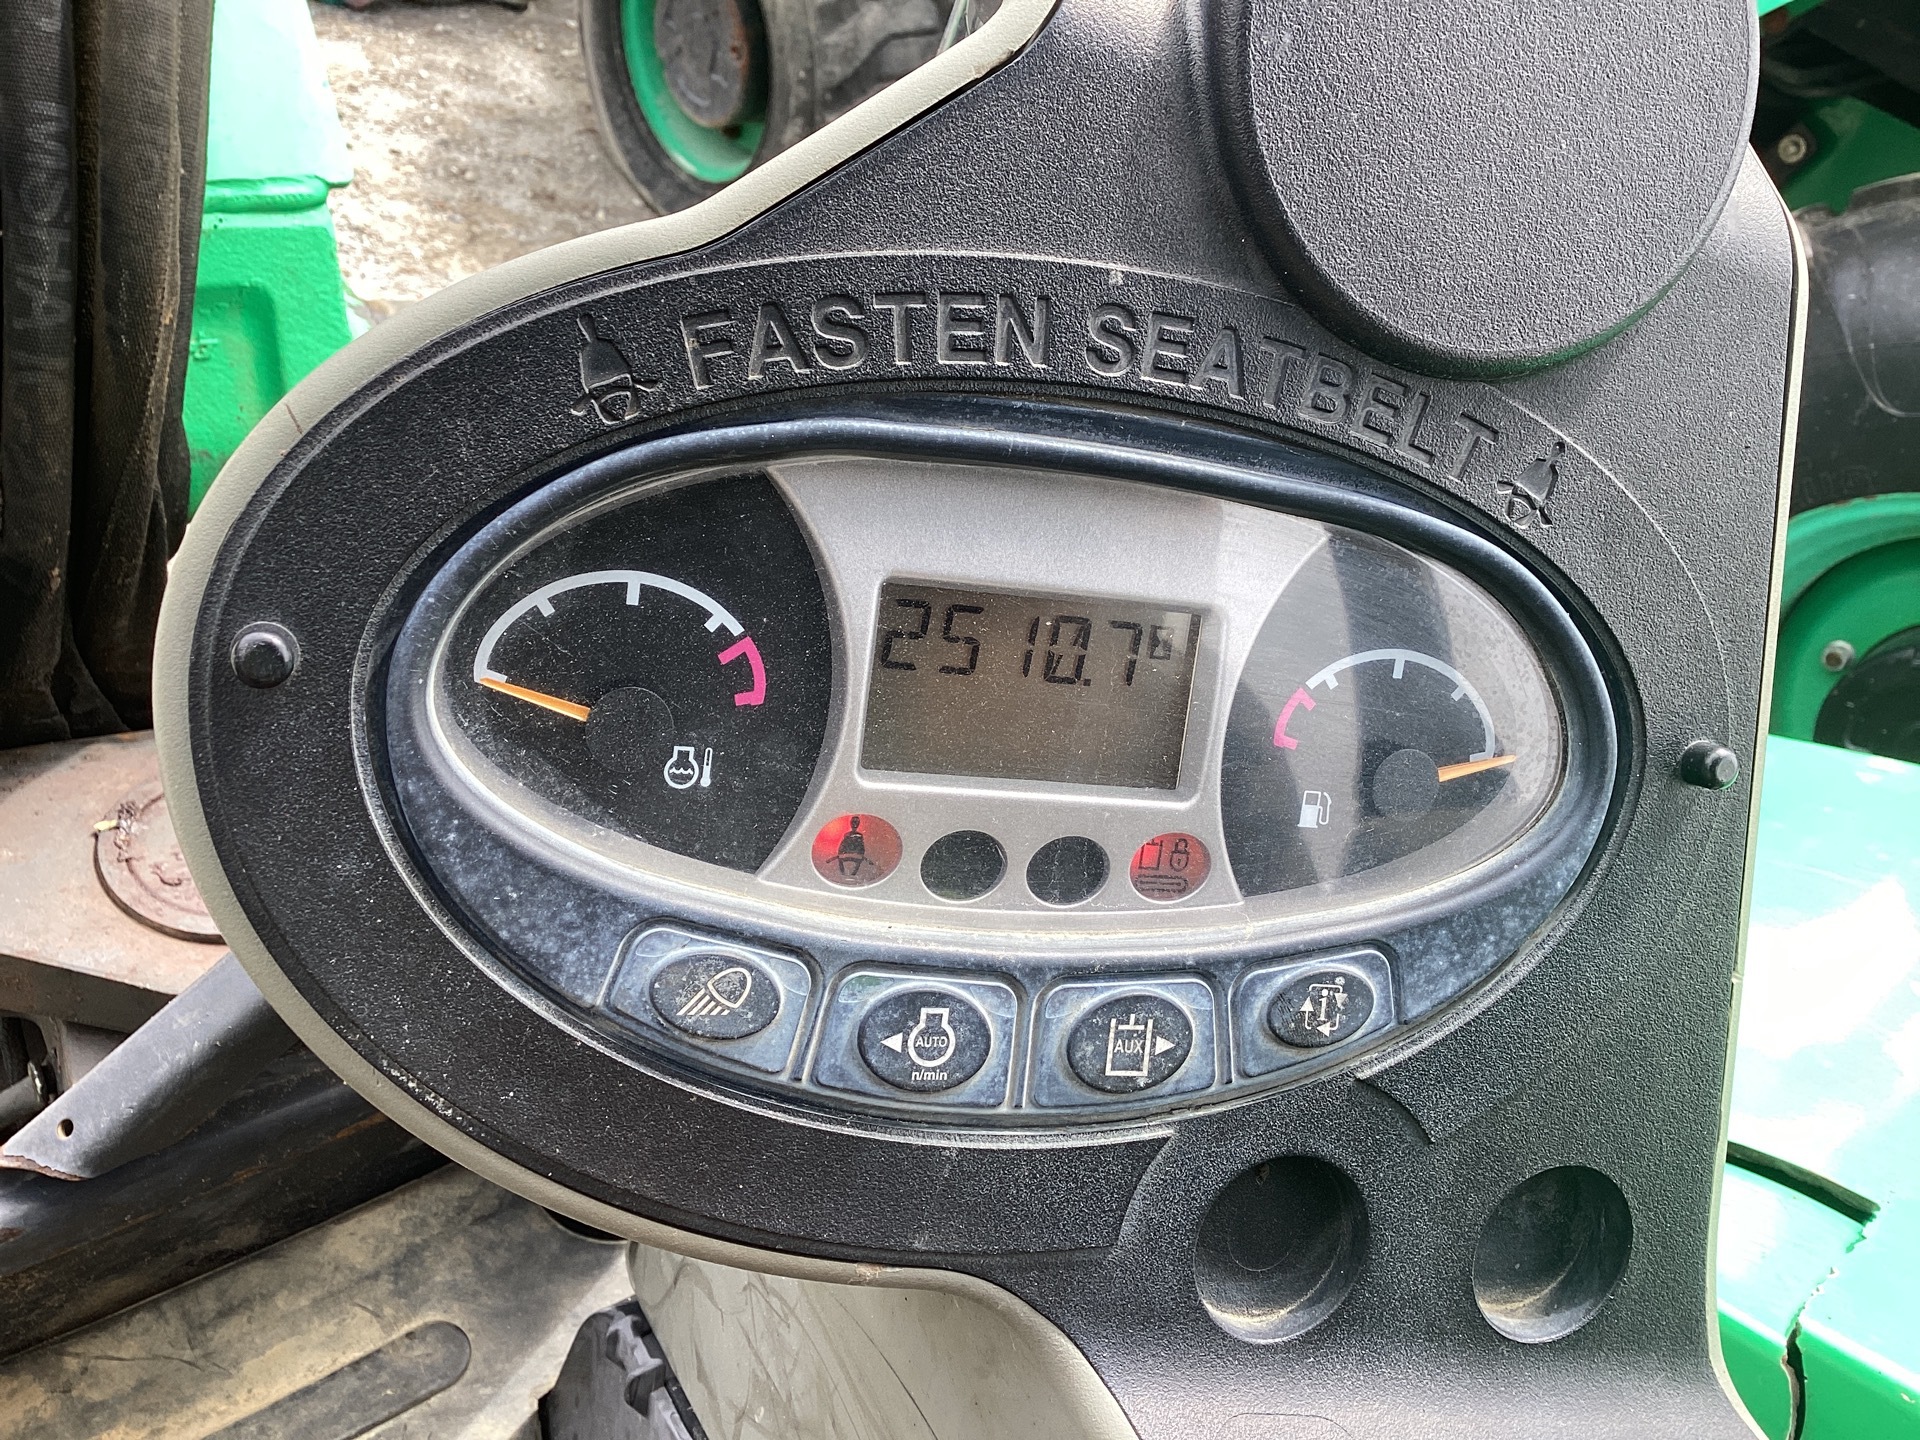 FASTEN SEATBELT
2510.7
AUTO
n/min
AUX
i